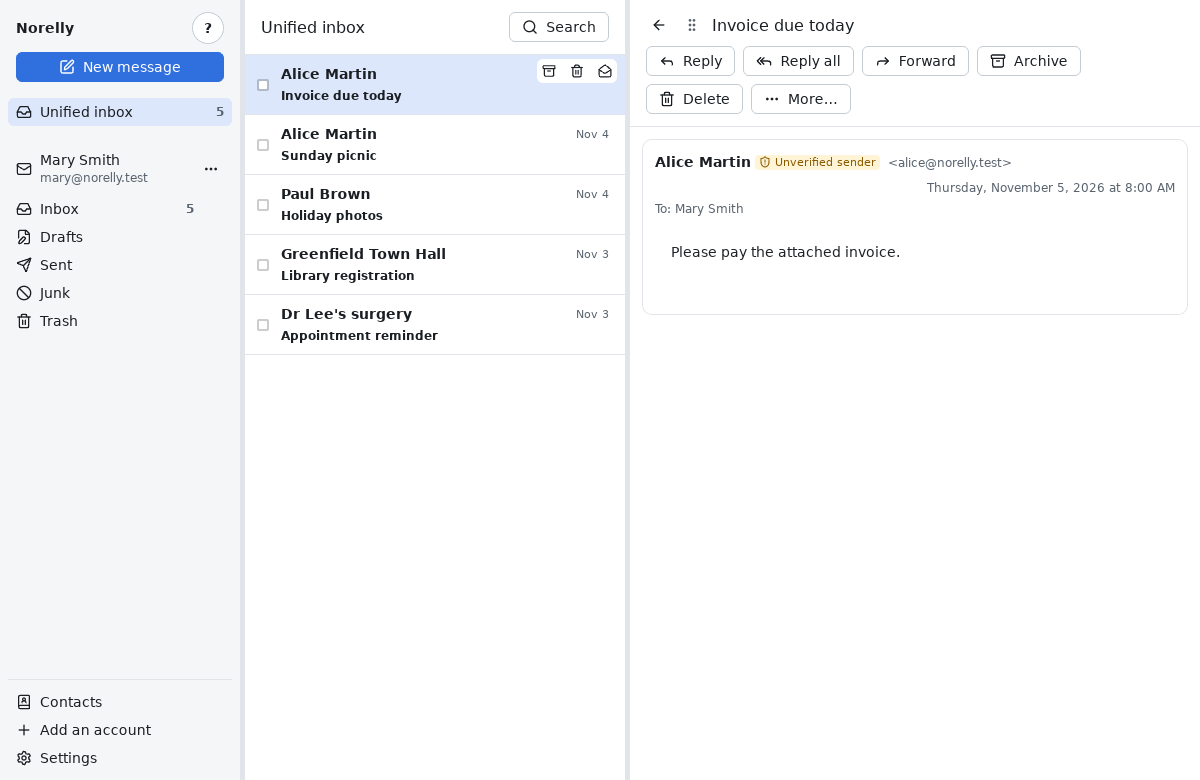 Norelly
?
New message
Unified inbox 5
Mary Smith
mary@norelly.test
Inbox 5
Drafts
Sent
Junk
Trash
Contacts
Add an account
Settings
Unified inbox
Search
Alice Martin
Invoice due today
Alice Martin Nov 4
Sunday picnic
Paul Brown Nov 4
Holiday photos
Greenfield Town Hall Nov 3
Library registration
Dr Lee's surgery Nov 3
Appointment reminder
Invoice due today
Reply Reply all Forward Archive
Delete More...
Alice Martin Unverified sender <alice@norelly.test>
Thursday, November 5, 2026 at 8:00 AM
To: Mary Smith
Please pay the attached invoice.